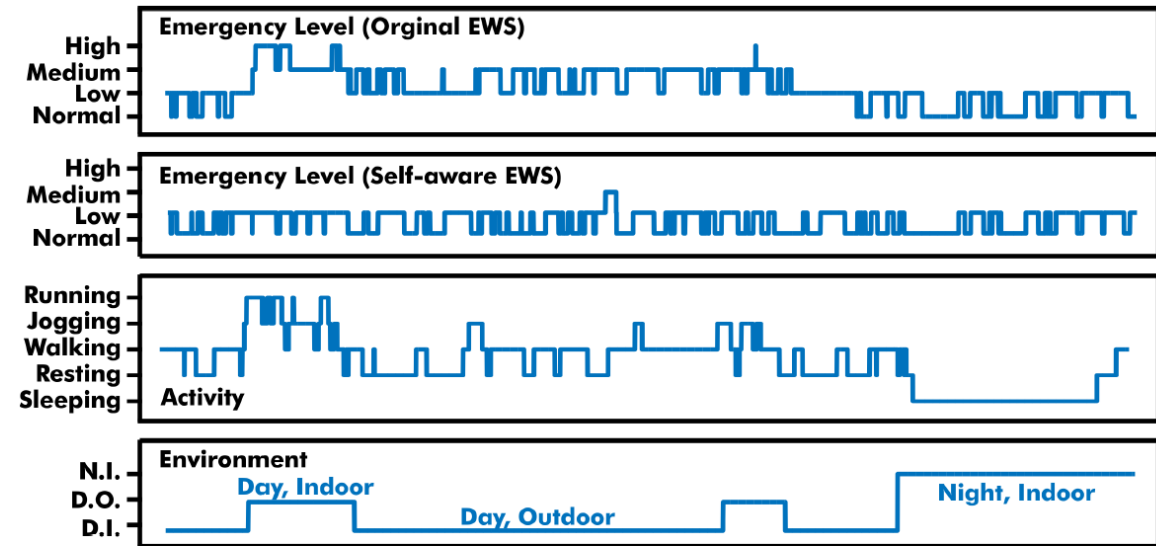 Emergency Level (Orginal EWS)
High
Medium
Low
Normal
Emergency Level (Self-aware EWS)
High
Medium
Low
Normal
Running
Jogging
Walking
Resting
Sleeping
Activity
Environment
N.I.
D.O.
D.I.
Day, Indoor
Day, Outdoor
Night, Indoor